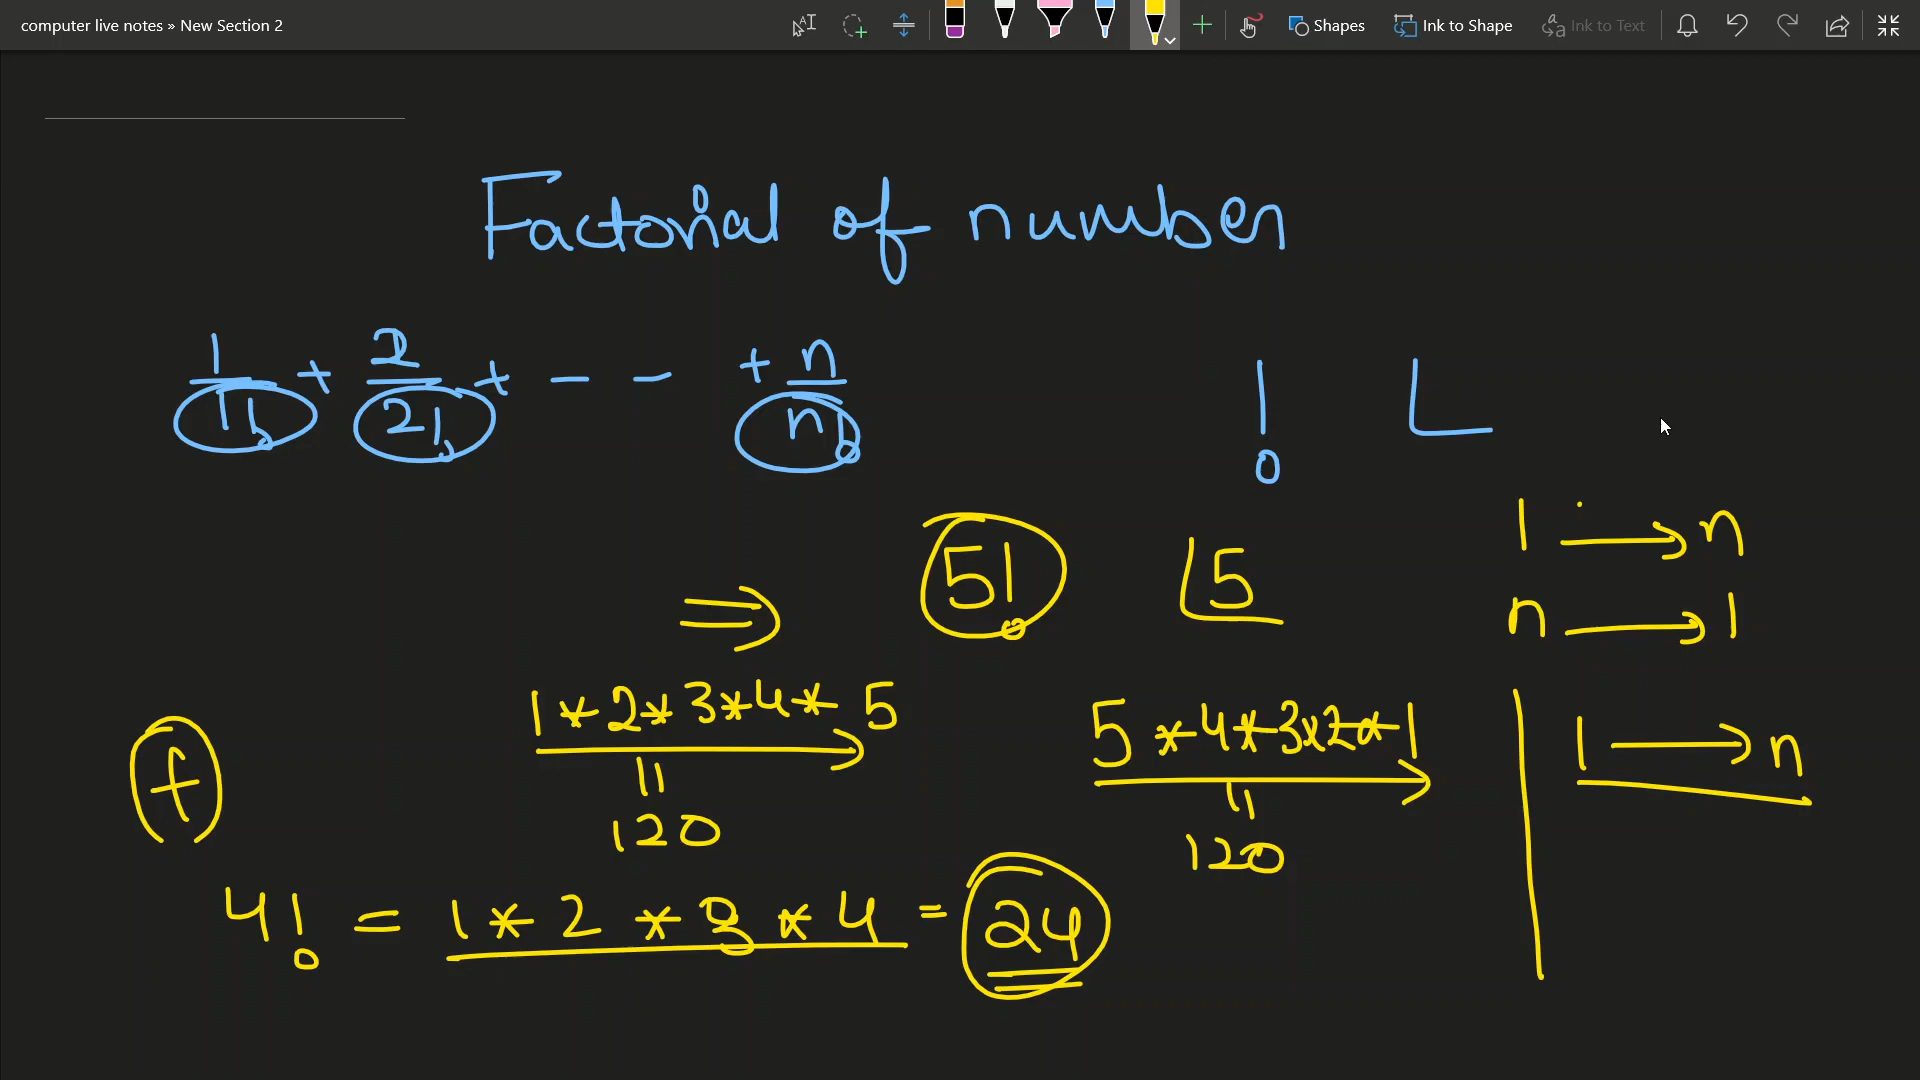 computer live notes » New Section 2
Shapes
Ink to Shape
Ink to Text
Factorial of number
1/1! + 2/2! + - - + n/n!
! L
5! ⌊5
1 → n
n → 1
⇒
1*2*3*4*5
= 120
5*4*3*2*1
= 120
1 → n
f
4! = 1*2*3*4 = 24